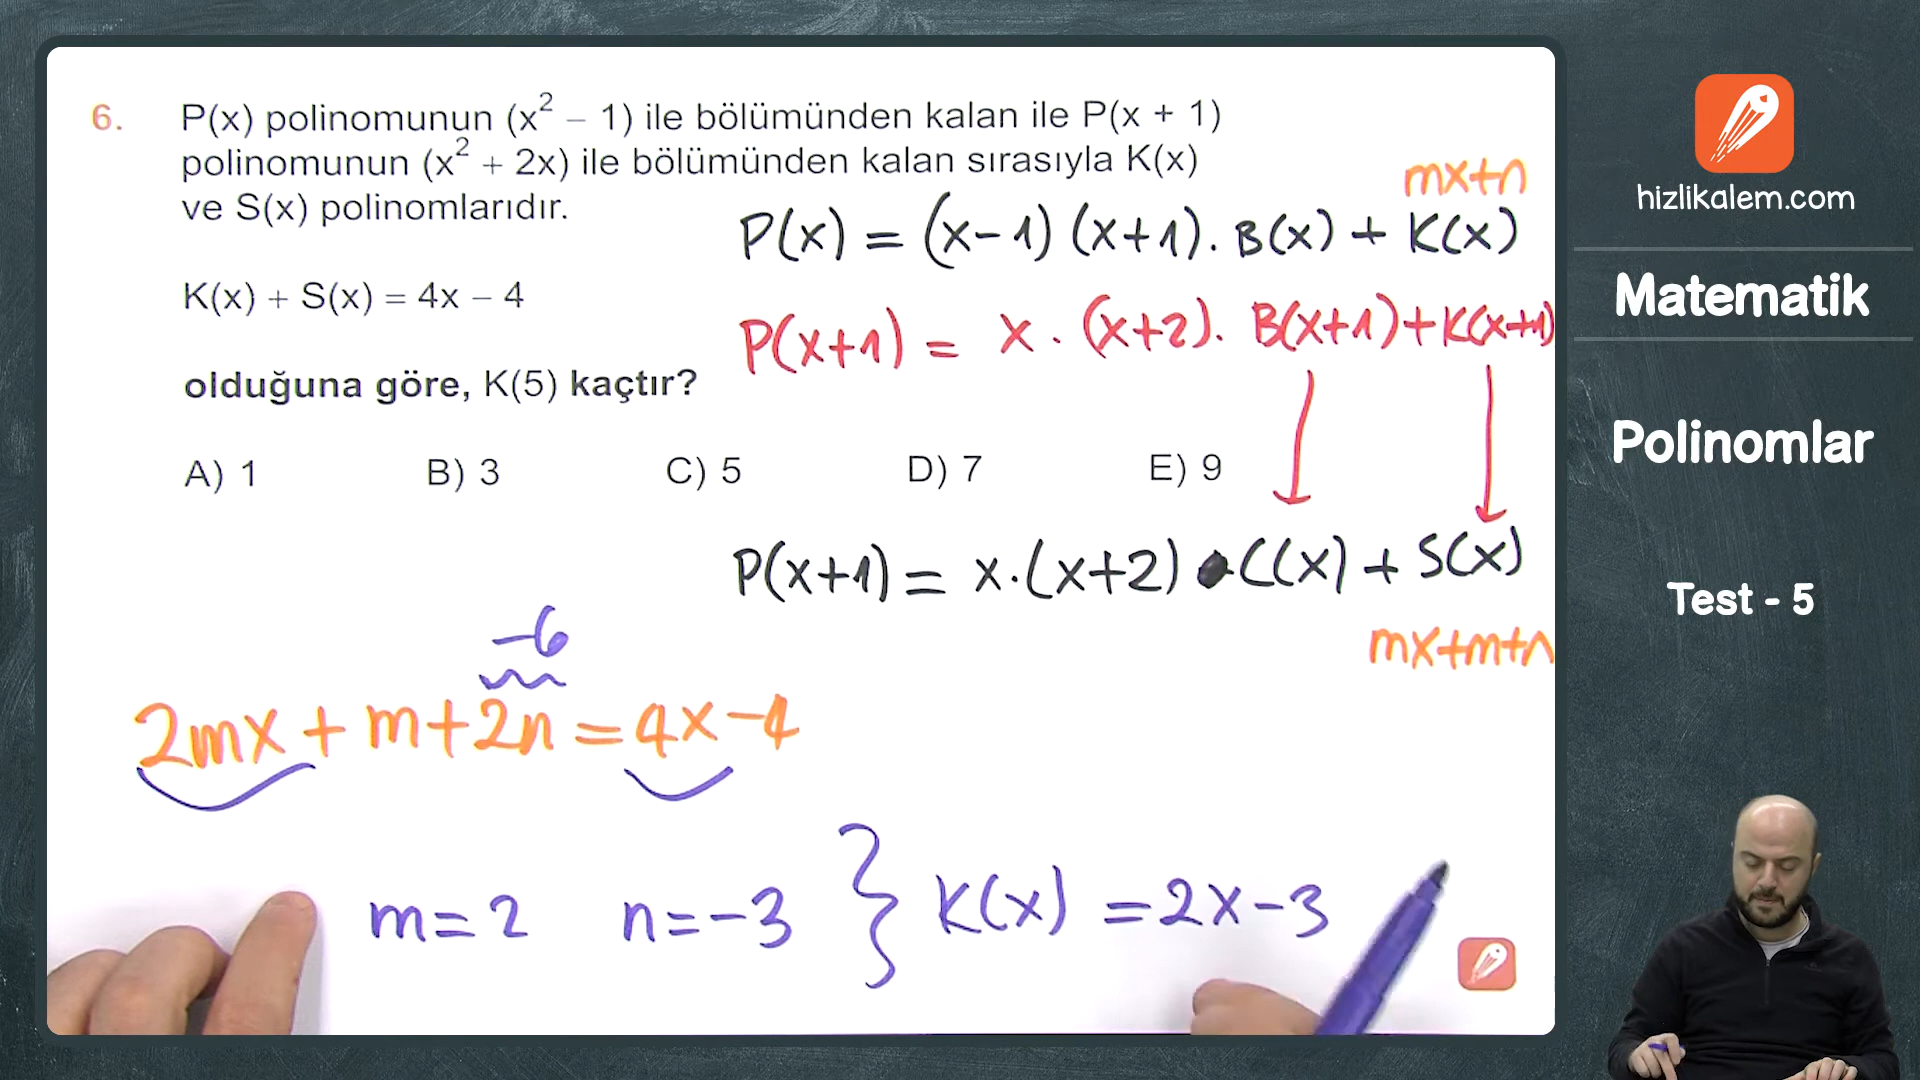 6. P(x) polinomunun (x² – 1) ile bölümünden kalan ile P(x + 1)
polinomunun (x² + 2x) ile bölümünden kalan sırasıyla K(x)
ve S(x) polinomlarıdır.
K(x) + S(x) = 4x – 4
olduğuna göre, K(5) kaçtır?
A) 1 B) 3 C) 5 D) 7 E) 9
mx+n
P(x) = (x-1) (x+1). B(x) + K(x)
P(x+1) = x . (x+2). B(x+1)+K(x+1)
P(x+1) = x.(x+2) . C(x) + S(x)
mx+m+n
-6
2mx + m+2n = 4x-4
m=2 n=-3 } K(x) = 2x-3
hizlikalem.com
Matematik
Polinomlar
Test - 5